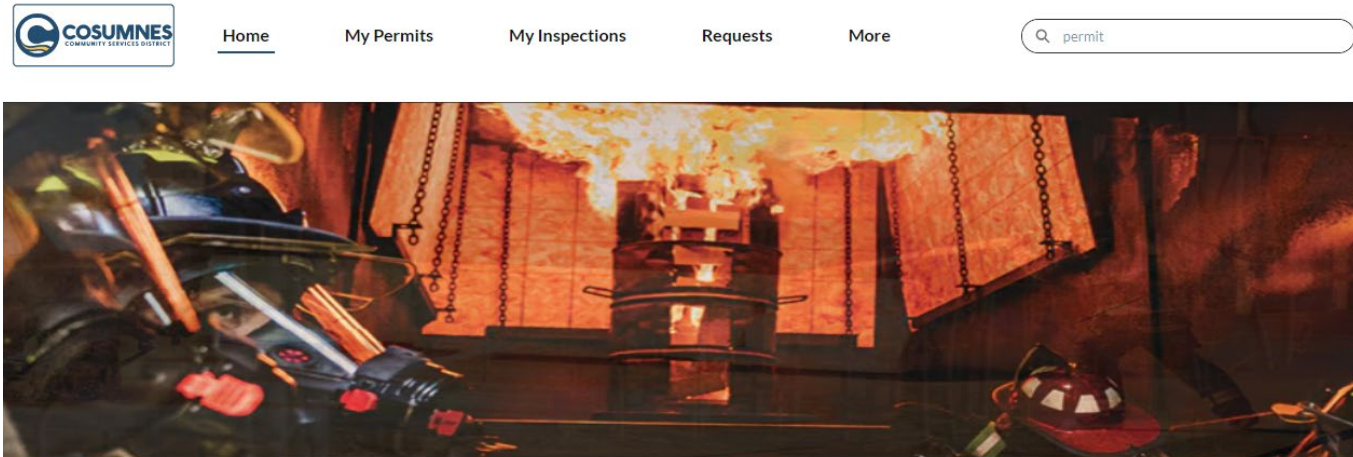 COSUMNES
COMMUNITY SERVICES DISTRICT
Home
My Permits
My Inspections
Requests
More
permit